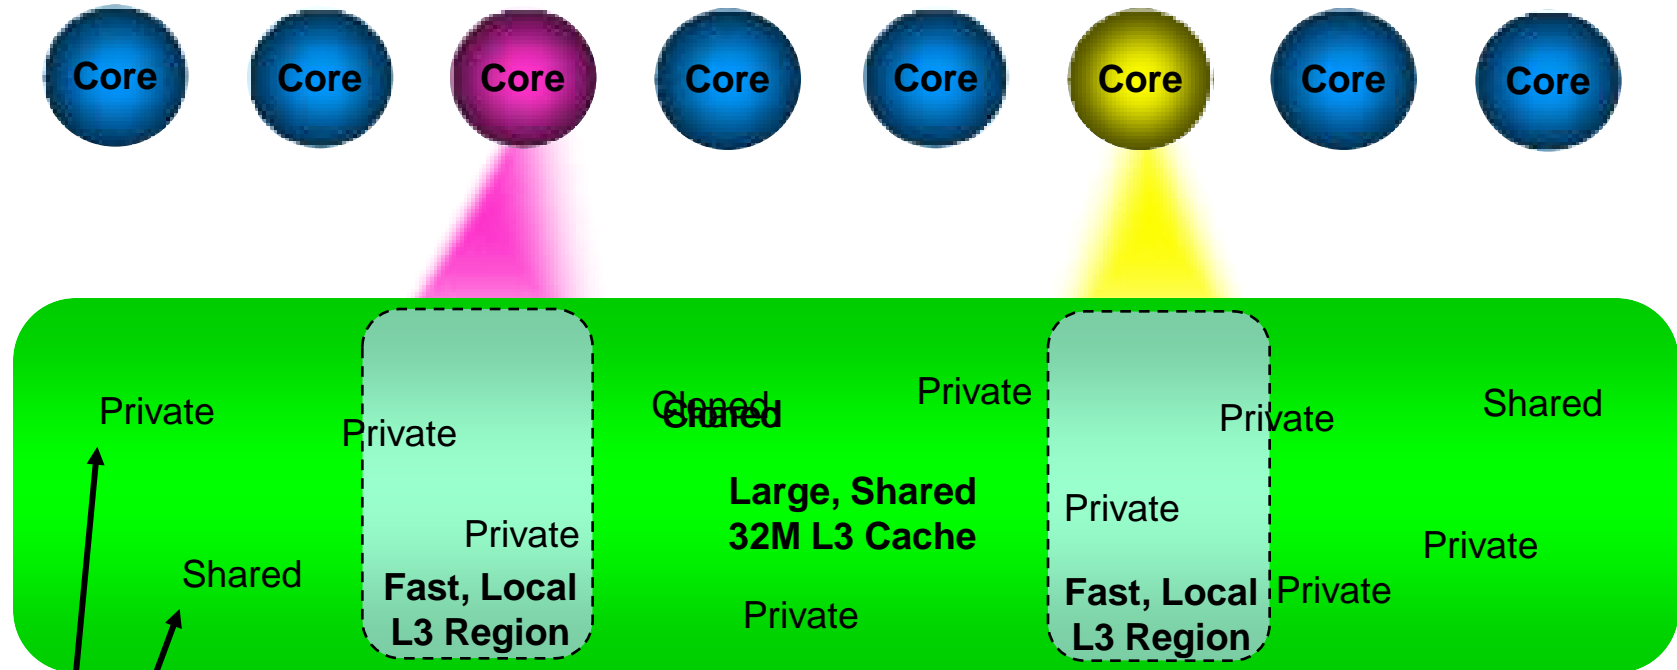 Core
Core
Core
Core
Core
Core
Core
Core
Private
Private
Cloned
Shared
Private
Private
Shared
Large, Shared
32M L3 Cache
Private
Private
Private
Shared
Fast, Local
L3 Region
Private
Fast, Local
L3 Region
Private